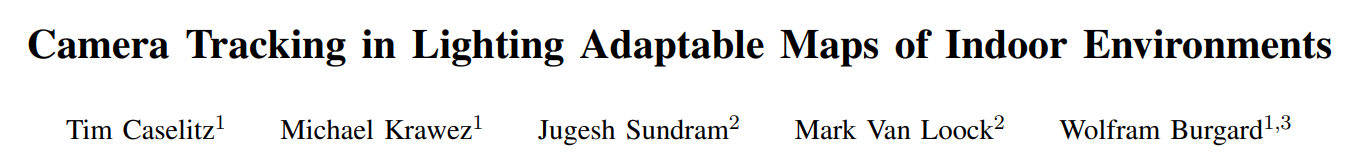 Camera Tracking in Lighting Adaptable Maps of Indoor Environments
Tim Caselitz¹ Michael Krawez¹ Jugesh Sundram² Mark Van Loock² Wolfram Burgard¹,³